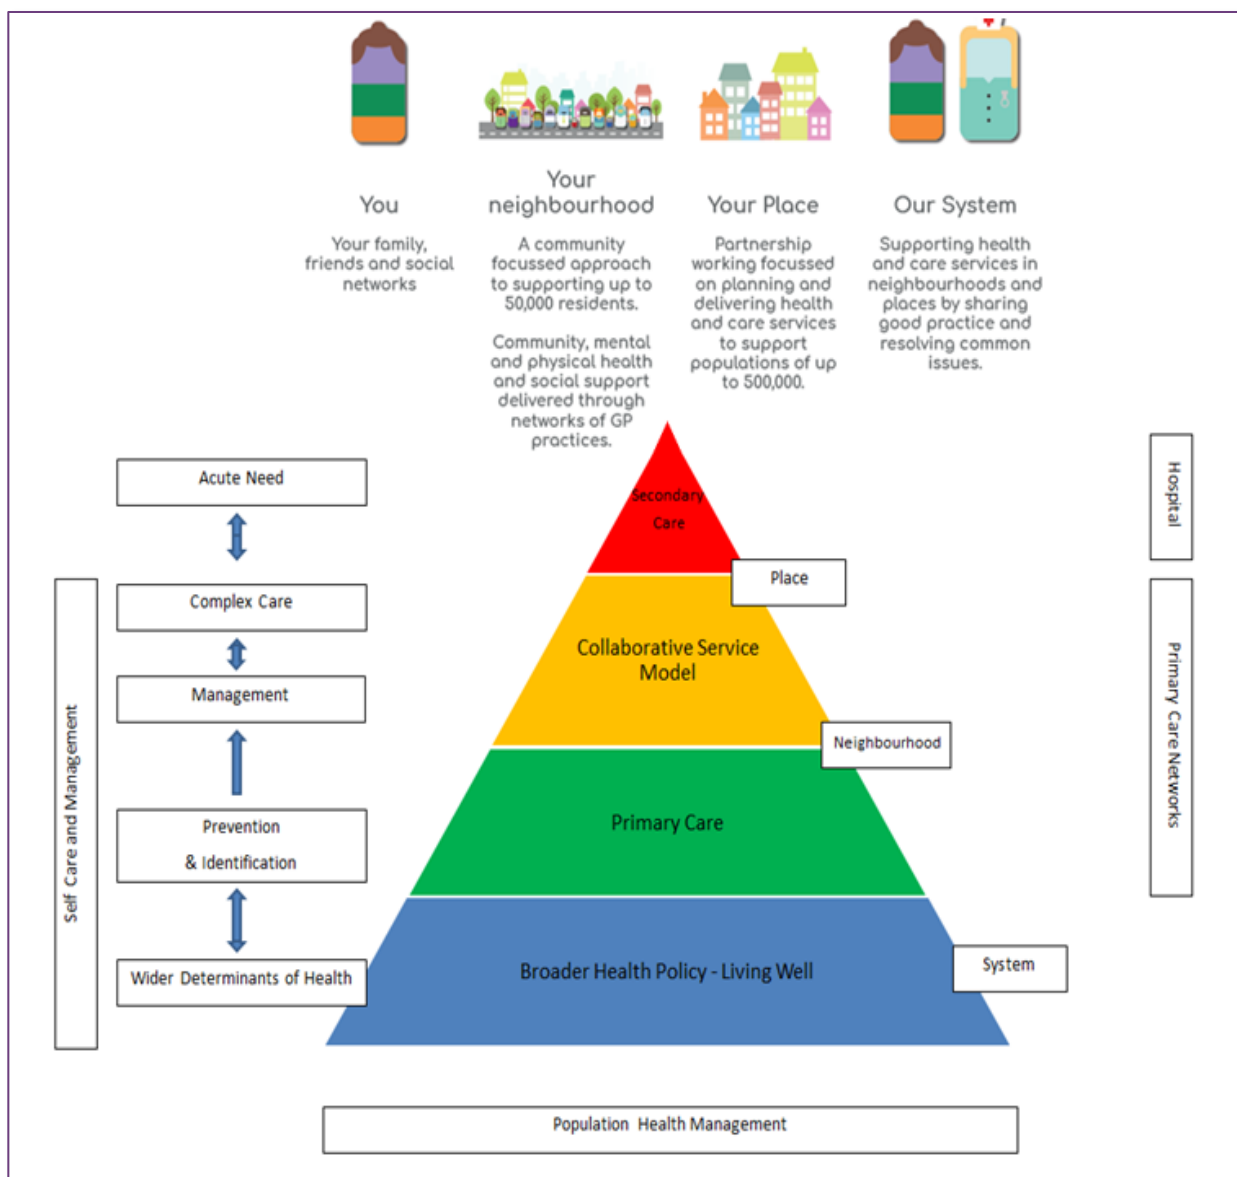 You
Your family,
friends and social
networks
Your
neighbourhood
A community
focussed approach
to supporting up to
50,000 residents.
Community, mental
and physical health
and social support
delivered through
networks of GP
practices.
Your Place
Partnership
working focussed
on planning and
delivering health
and care services
to support
populations of up
to 500,000.
Our System
Supporting health
and care services in
neighbourhoods and
places by sharing
good practice and
resolving common
issues.
Self Care and Management
Acute Need
Complex Care
Management
Prevention
& Identification
Wider Determinants of Health
Secondary
Care
Place
Collaborative Service
Model
Neighbourhood
Primary Care
Broader Health Policy - Living Well
System
Hospital
Primary Care Networks
Population Health Management